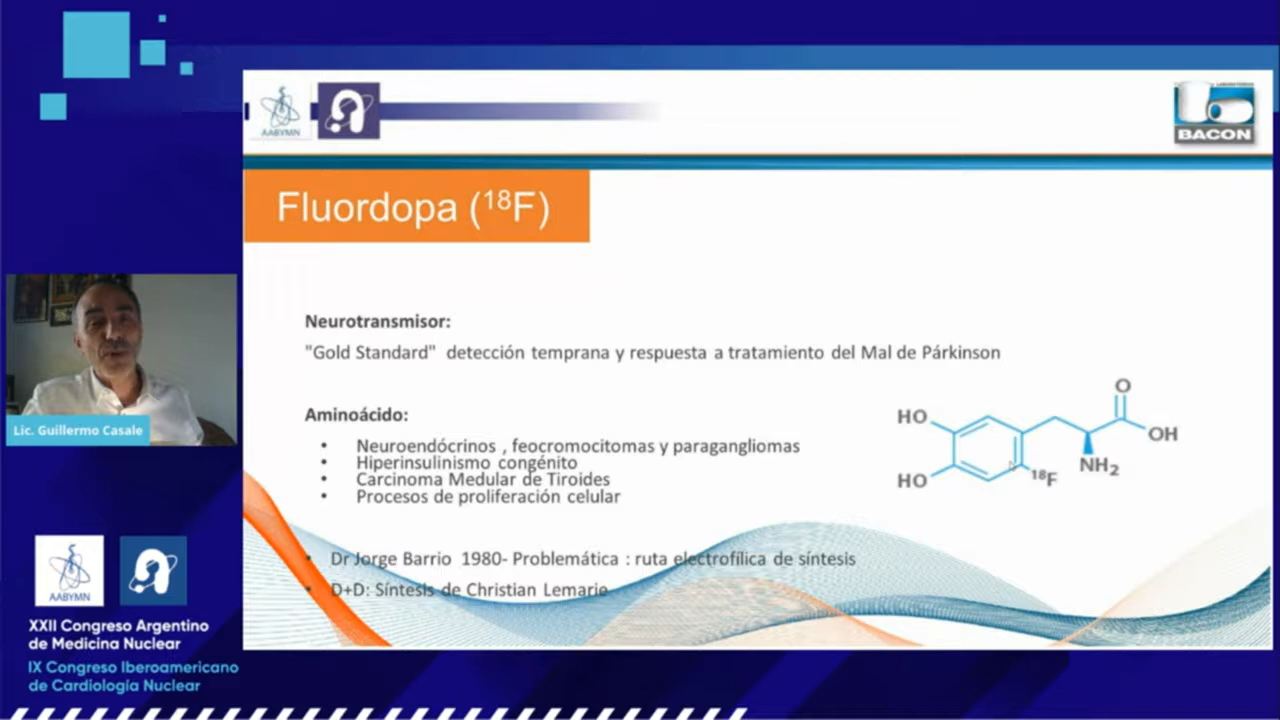 AABYMN
BACON
Fluordopa (18F)
Neurotransmisor:
"Gold Standard" detección temprana y respuesta a tratamiento del Mal de Párkinson
Aminoácido:
• Neuroendócrinos , feocromocitomas y paragangliomas
• Hiperinsulinismo congénito
• Carcinoma Medular de Tiroides
• Procesos de proliferación celular
HO
HO
18F
O
OH
NH2
• Dr Jorge Barrio 1980- Problemática : ruta electrofílica de síntesis
• D+D: Síntesis de Christian Lemarie
Lic. Guillermo Casale
AABYMN
XXII Congreso Argentino
de Medicina Nuclear
IX Congreso Iberoamericano
de Cardiología Nuclear